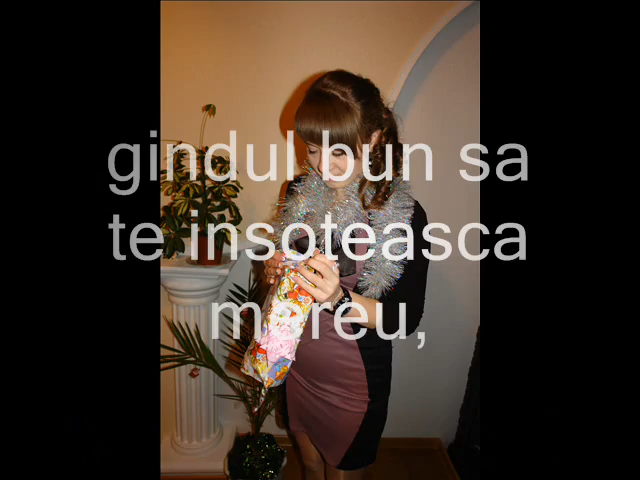 gindul bun sa
te insoteasca
mereu,